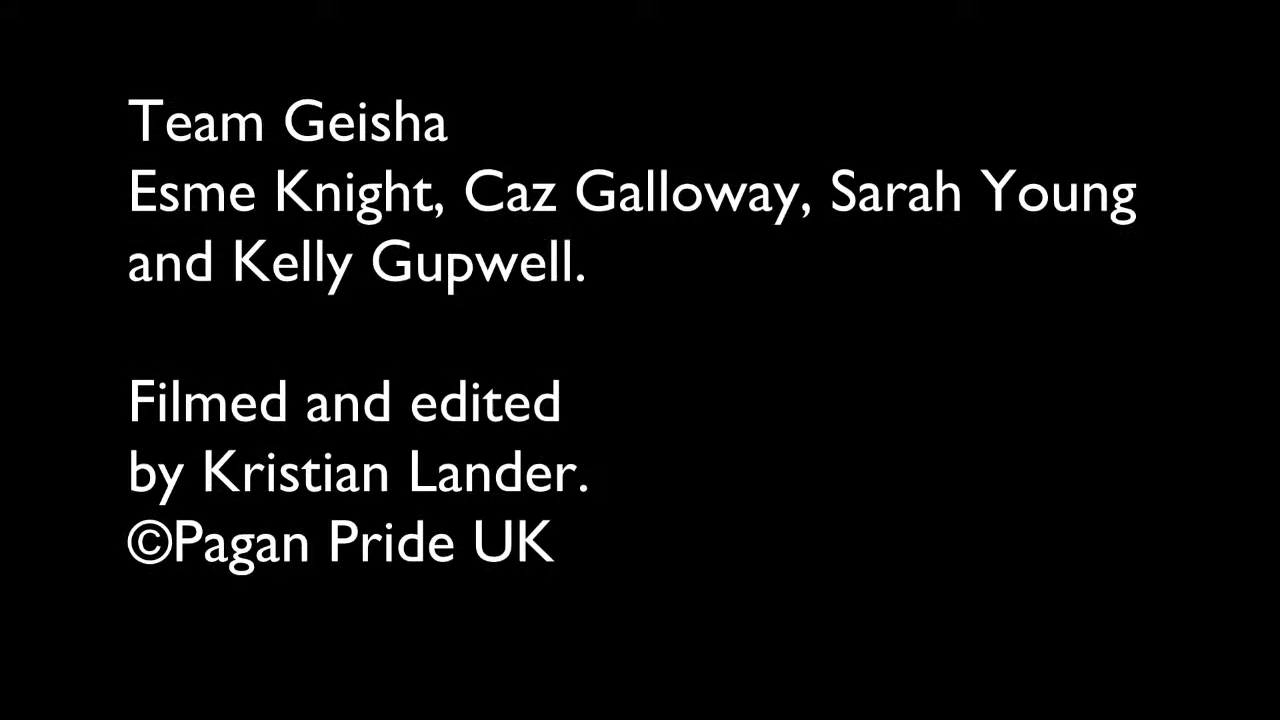 Team Geisha
Esme Knight, Caz Galloway, Sarah Young
and Kelly Gupwell.
Filmed and edited
by Kristian Lander.
©Pagan Pride UK